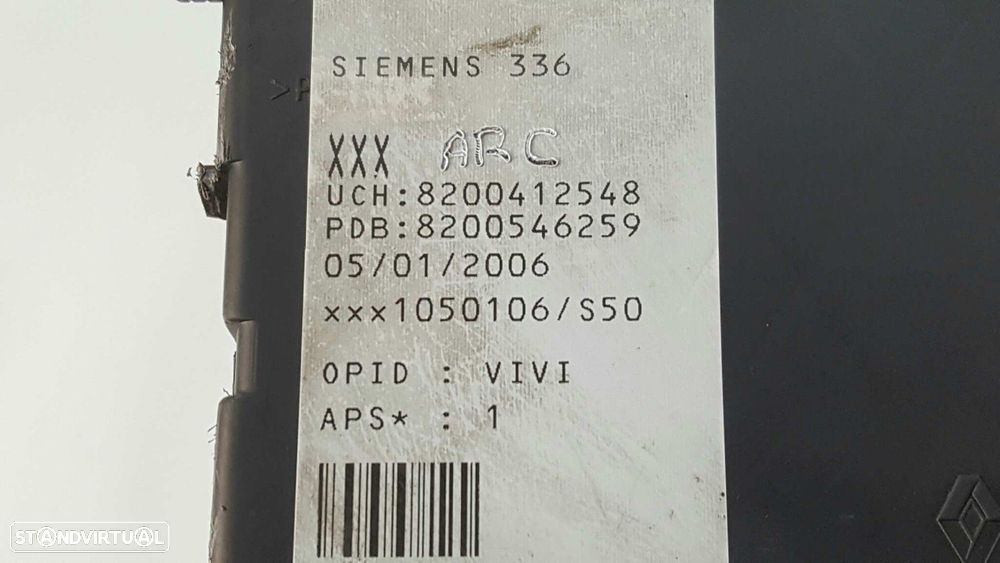 SIEMENS 336
>P
XXX ARC
UCH:8200412548
PDB:8200546259
05/01/2006
xxx1050106/S50
OPID : VIVI
APS* : 1
STANDVIRTUAL